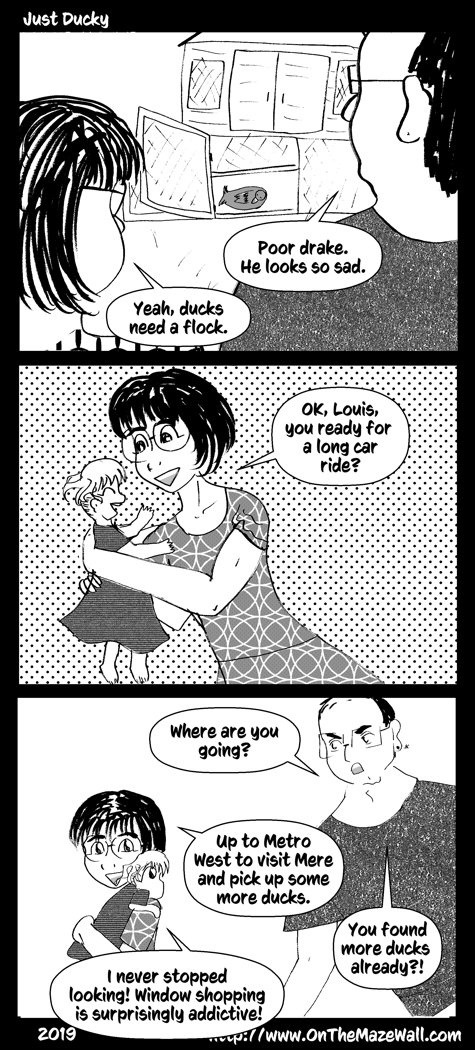 Just Ducky
Poor drake.
He looks so sad.
Yeah, ducks
need a flock.
OK, Louis,
you ready for
a long car
ride?
Where are you
going?
Up to Metro
West to visit Mere
and pick up some
more ducks.
You found
more ducks
already?!
I never stopped
looking! Window shopping
is surprisingly addictive!
2019
http://www.OnTheMazeWall.com